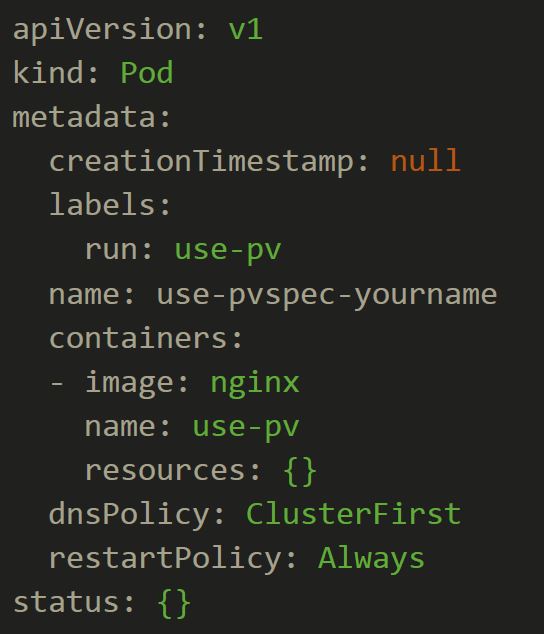 apiVersion: v1
kind: Pod
metadata:
  creationTimestamp: null
  labels:
    run: use-pv
  name: use-pvspec-yourname
  containers:
  - image: nginx
    name: use-pv
    resources: {}
  dnsPolicy: ClusterFirst
  restartPolicy: Always
status: {}